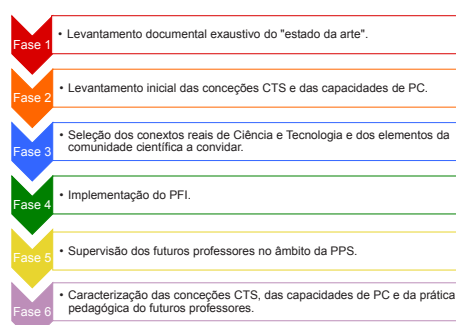 Fase 1
• Levantamento documental exaustivo do "estado da arte".
Fase 2
• Levantamento inicial das conceções CTS e das capacidades de PC.
Fase 3
• Seleção dos conextos reais de Ciência e Tecnologia e dos elementos da
comunidade científica a convidar.
Fase 4
• Implementação do PFI.
Fase 5
• Supervisão dos futuros professores no âmbito da PPS.
Fase 6
• Caracterização das conceções CTS, das capacidades de PC e da prática
pedagógica do futuros professores.